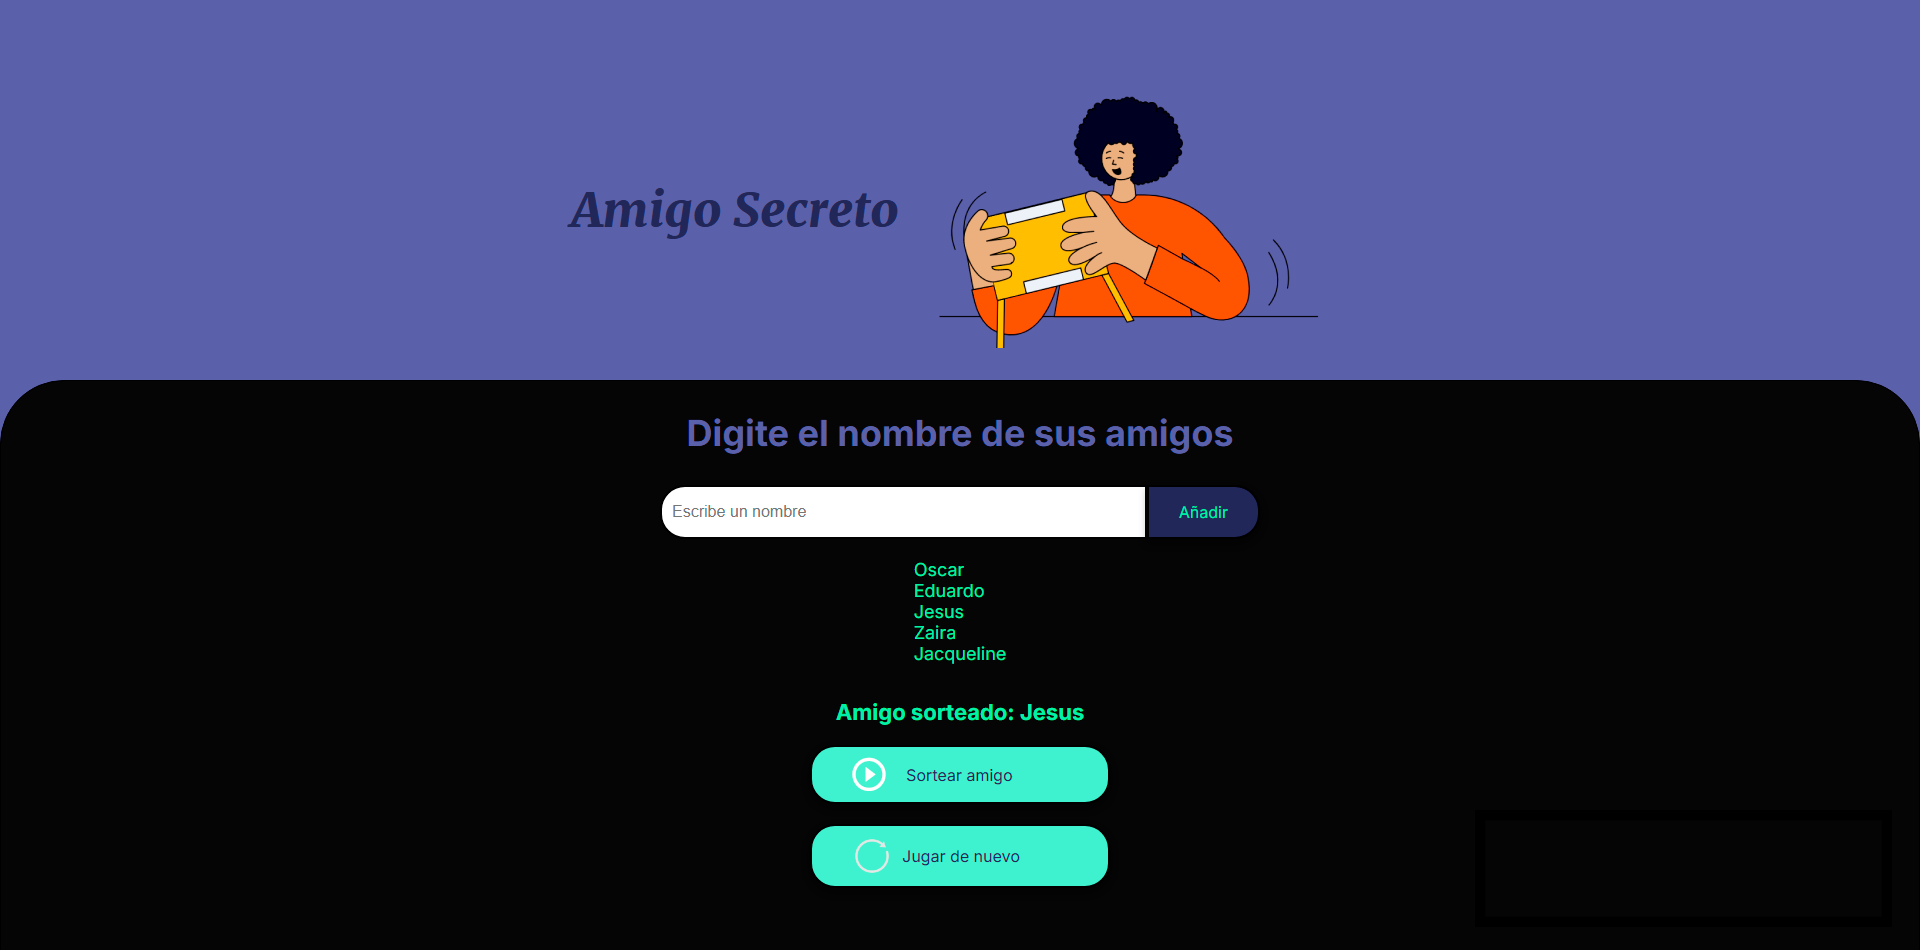 Amigo Secreto
Digite el nombre de sus amigos
Escribe un nombre
Añadir
Oscar
Eduardo
Jesus
Zaira
Jacqueline
Amigo sorteado: Jesus
Sortear amigo
Jugar de nuevo